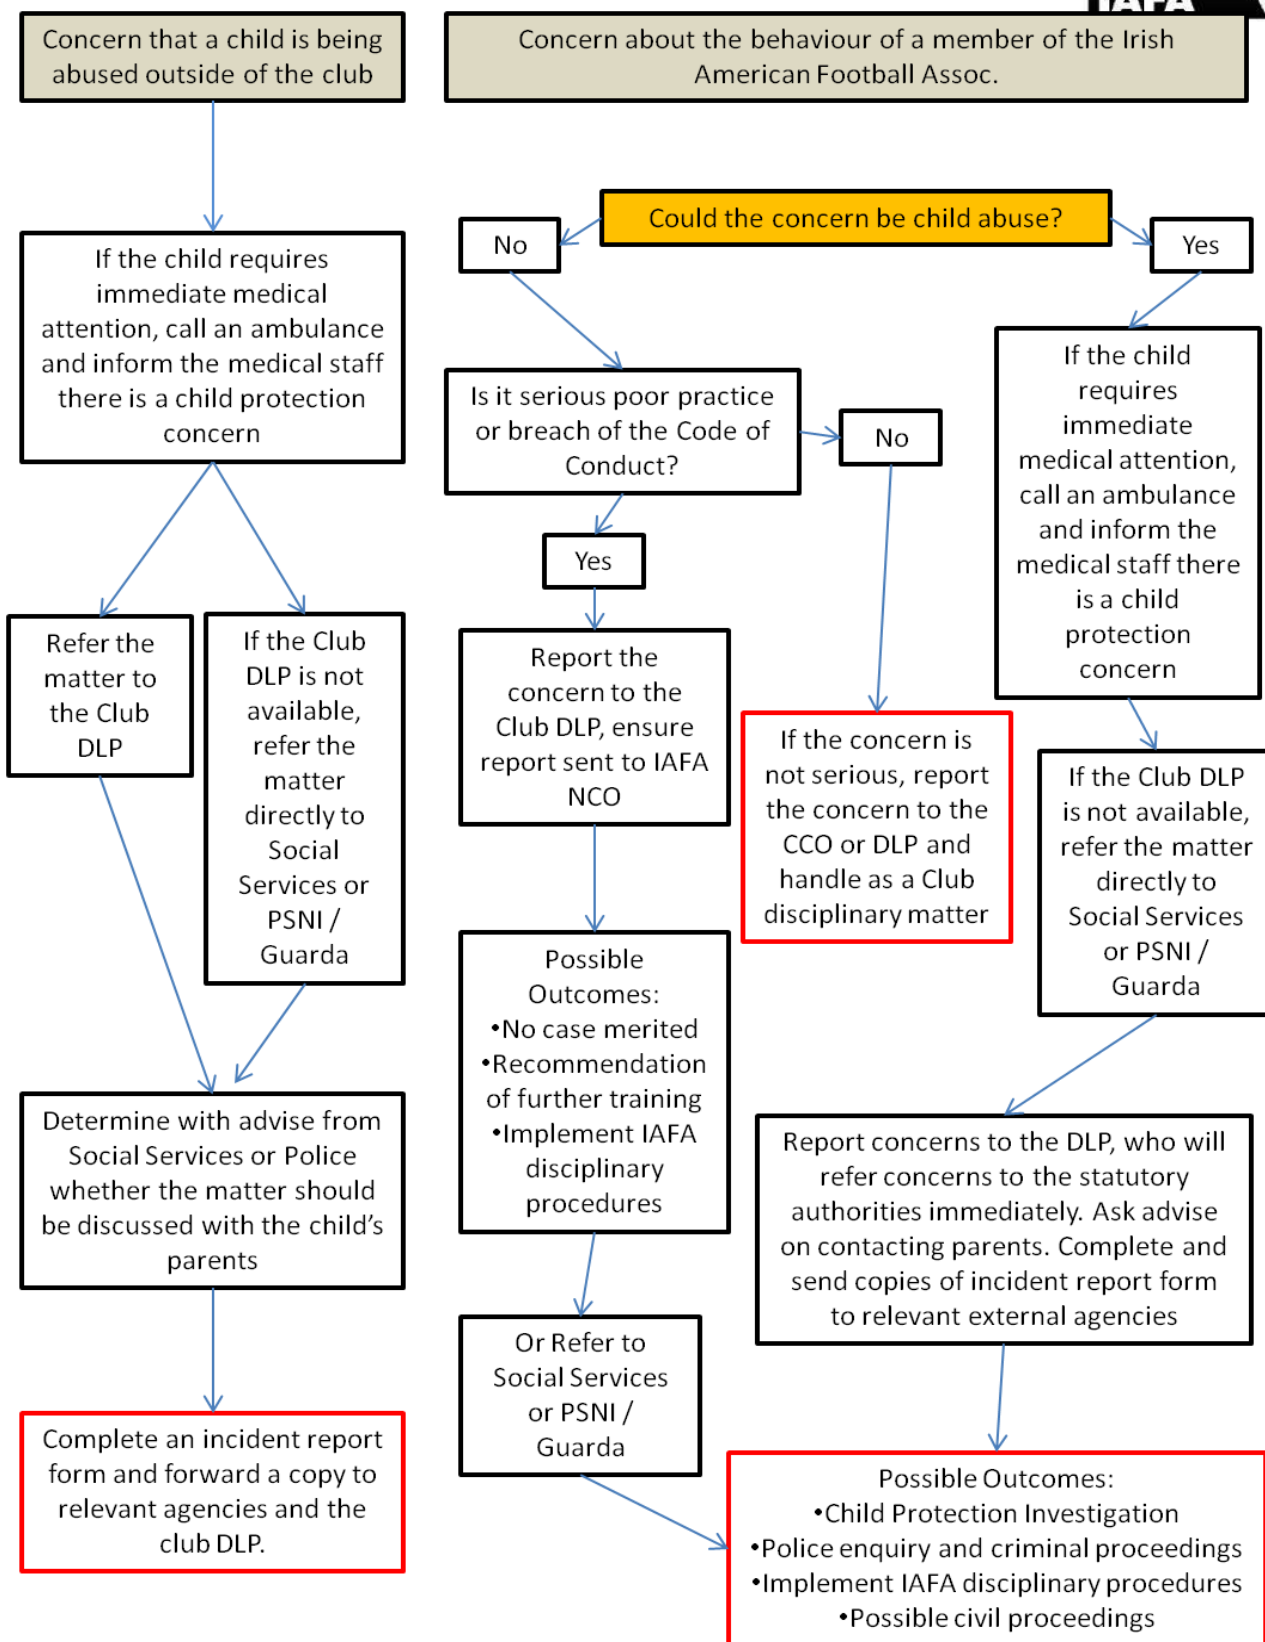 IAFA
Concern that a child is being
abused outside of the club
Concern about the behaviour of a member of the Irish
American Football Assoc.
Could the concern be child abuse?
No
Yes
If the child requires
immediate medical
attention, call an ambulance
and inform the medical staff
there is a child protection
concern
Is it serious poor practice
or breach of the Code of
Conduct?
No
If the child
requires
immediate
medical attention,
call an ambulance
and inform the
medical staff there
is a child
protection
concern
Yes
Refer the
matter to
the Club
DLP
If the Club
DLP is not
available,
refer the
matter
directly to
Social
Services or
PSNI /
Guarda
Report the
concern to the
Club DLP, ensure
report sent to IAFA
NCO
If the concern is
not serious, report
the concern to the
CCO or DLP and
handle as a Club
disciplinary matter
If the Club DLP
is not available,
refer the matter
directly to
Social Services
or PSNI /
Guarda
Possible
Outcomes:
•No case merited
•Recommendation
of further training
•Implement IAFA
disciplinary
procedures
Determine with advise from
Social Services or Police
whether the matter should
be discussed with the child's
parents
Report concerns to the DLP, who will
refer concerns to the statutory
authorities immediately. Ask advise
on contacting parents. Complete and
send copies of incident report form
to relevant external agencies
Or Refer to
Social Services
or PSNI /
Guarda
Complete an incident report
form and forward a copy to
relevant agencies and the
club DLP.
Possible Outcomes:
•Child Protection Investigation
•Police enquiry and criminal proceedings
•Implement IAFA disciplinary procedures
•Possible civil proceedings